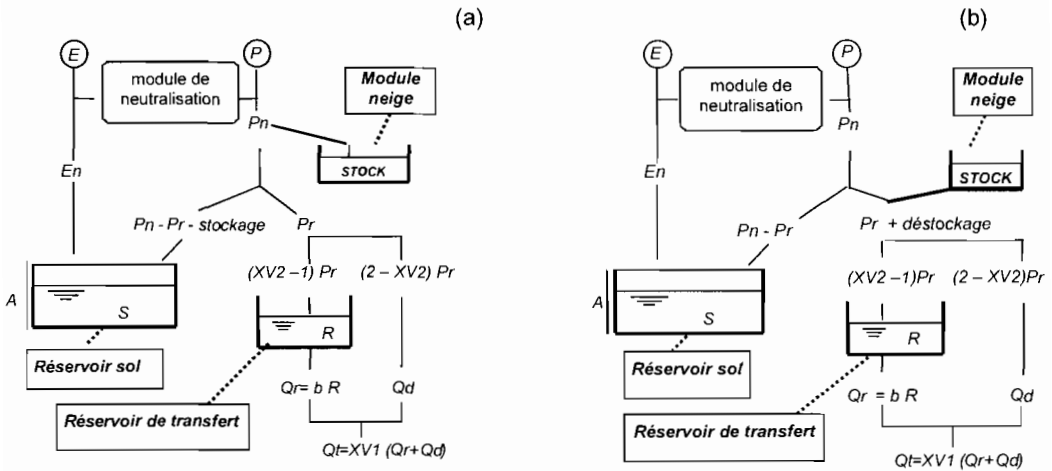 (a)
E
P
module de
neutralisation
Module
neige
Pn
STOCK
En
Pn - Pr - stockage
Pr
(XV2 –1) Pr
(2 – XV2) Pr
A
S
R
Réservoir sol
Qr= b R
Qd
Réservoir de transfert
Qt=XV1 (Qr+Qd)
(b)
E
P
module de
neutralisation
Module
neige
Pn
STOCK
En
Pn - Pr
Pr + déstockage
(XV2 –1)Pr
(2 – XV2)Pr
A
S
R
Réservoir sol
Qr = b R
Qd
Réservoir de transfert
Qt=XV1 (Qr+Qd)